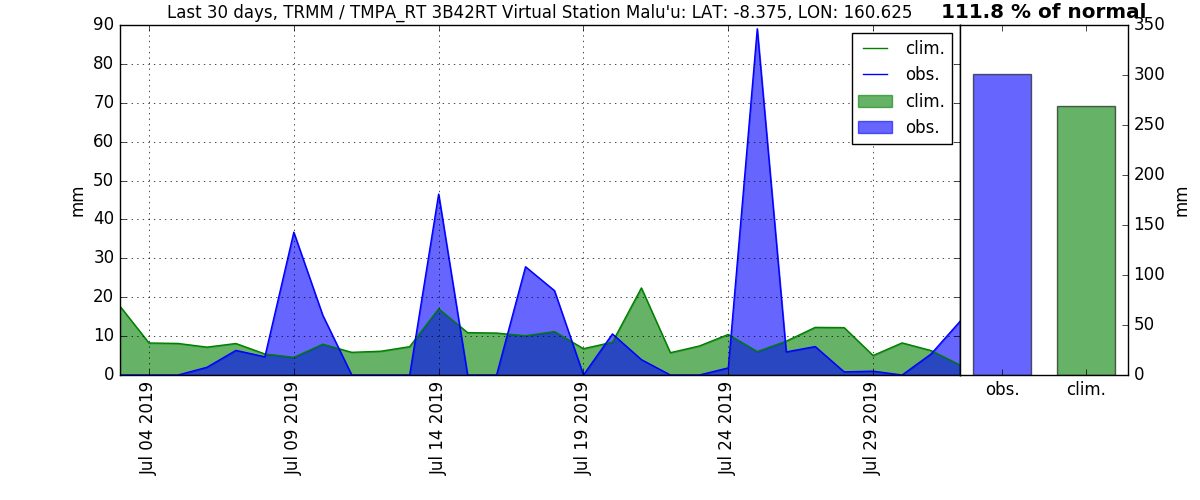 Last 30 days, TRMM / TMPA_RT 3B42RT Virtual Station Malu'u: LAT: -8.375, LON: 160.625
111.8 % of normal
90
80
70
60
50
40
30
20
10
0
mm
clim.
obs.
clim.
obs.
Jul 04 2019
Jul 09 2019
Jul 14 2019
Jul 19 2019
Jul 24 2019
Jul 29 2019
350
300
250
200
150
100
50
0
mm
obs.
clim.